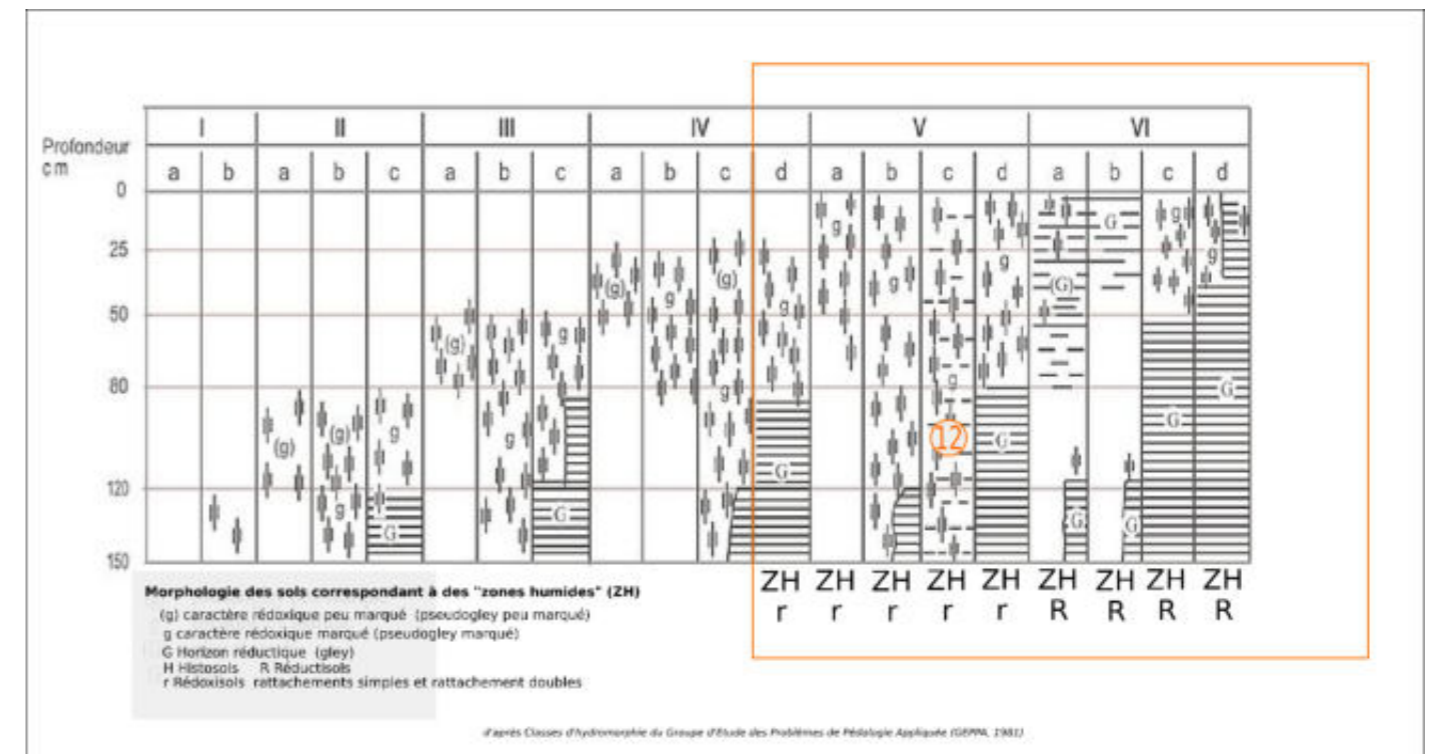 I II III IV V VI
Profondeur
cm
a b a b c a b c a b c d a b c d a b c d
0
g g G g
25
(g) g (g) g g g (G) g
50
(g) g g
80
(g) (g) g g g g 12 G G G
120
g G G G G G
150
ZH ZH ZH ZH ZH ZH ZH ZH ZH
r r r r r R R R R
Morphologie des sols correspondant à des "zones humides" (ZH)
(g) caractère rédoxique peu marqué (pseudogley peu marqué)
g caractère rédoxique marqué (pseudogley marqué)
G Horizon réductique (gley)
H Histosols R Réductisols
r Rédoxisols rattachements simples et rattachement doubles
d'après Classes d'hydromorphie du Groupe d'Etude des Problèmes de Pédologie Appliquée (GEPPA, 1981)